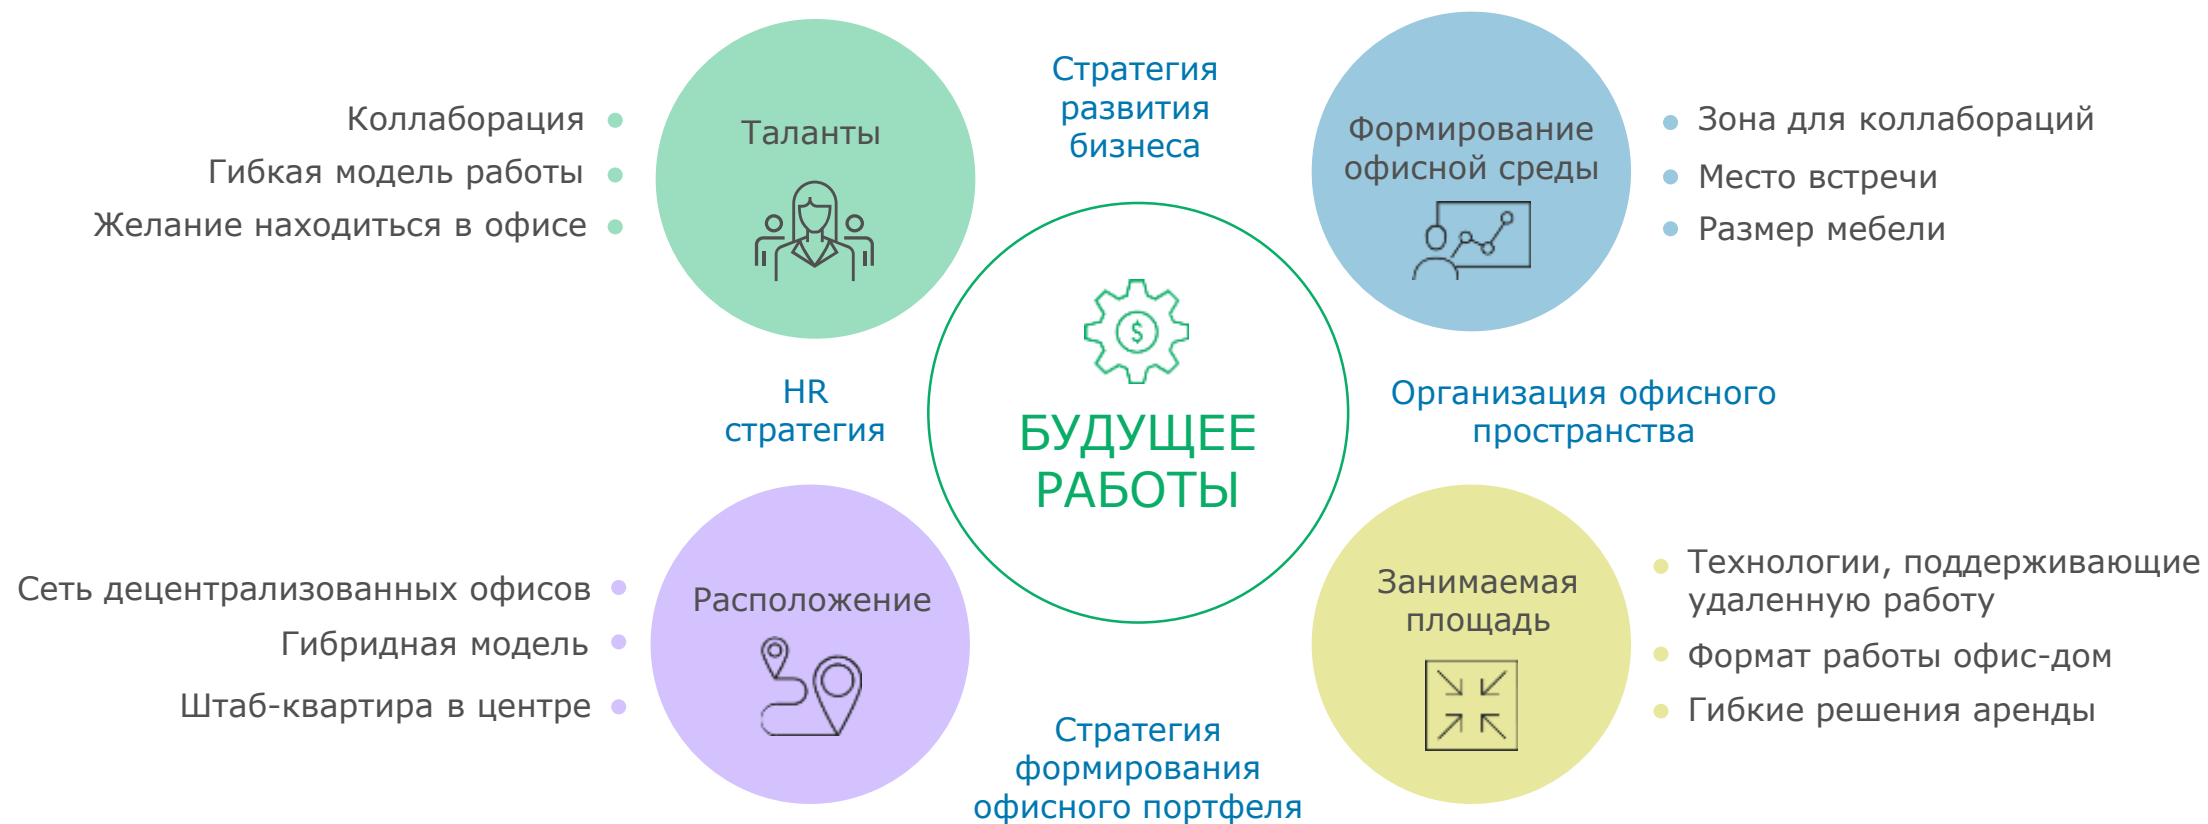 Коллаборация
Гибкая модель работы
Желание находиться в офисе
Таланты
Стратегия
развития
бизнеса
Формирование
офисной среды
Зона для коллабораций
Место встречи
Размер мебели
HR
стратегия
$
БУДУЩЕЕ
РАБОТЫ
Организация офисного
пространства
Сеть децентрализованных офисов
Гибридная модель
Штаб-квартира в центре
Расположение
Стратегия
формирования
офисного портфеля
Занимаемая
площадь
Технологии, поддерживающие
удаленную работу
Формат работы офис-дом
Гибкие решения аренды